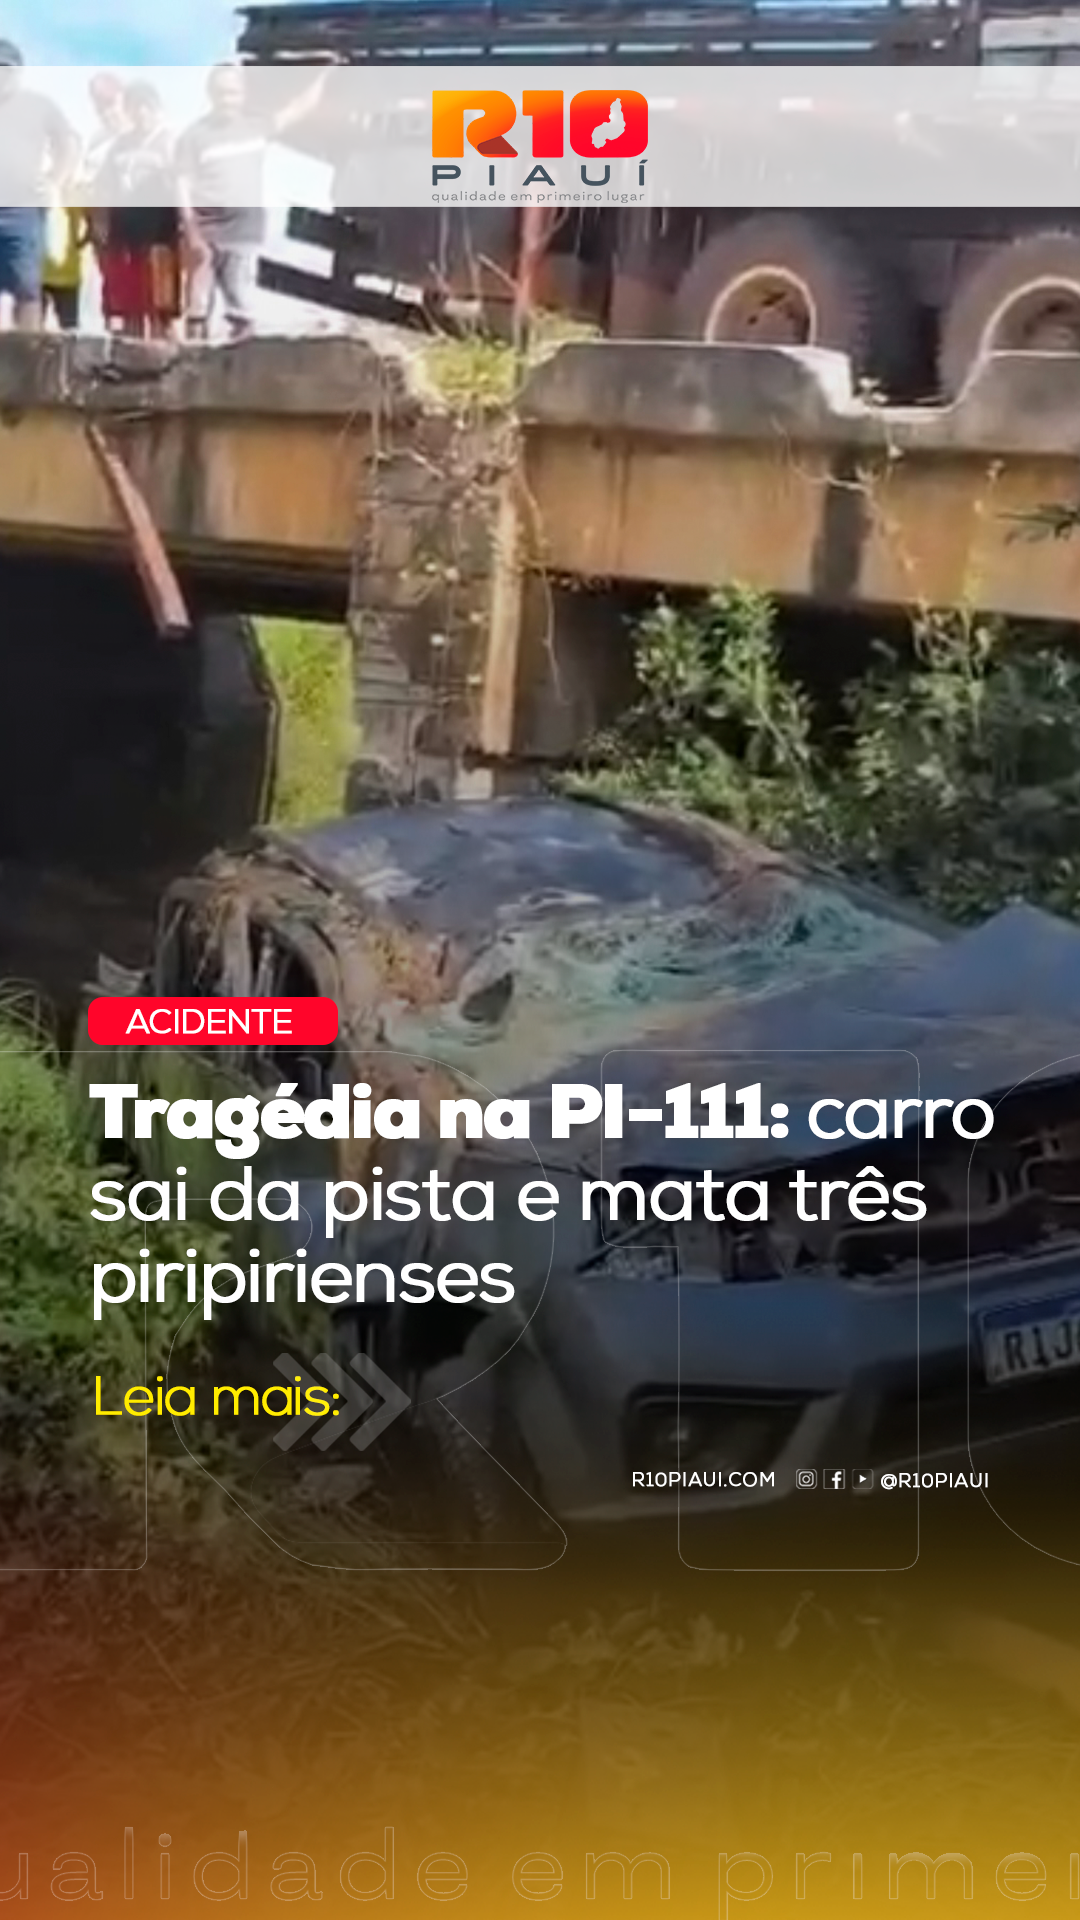 R10
PIAUÍ
qualidade em primeiro lugar
ACIDENTE
Tragédia na PI-111: carro
sai da pista e mata três
piripirienses
Leia mais:
R10PIAUI.COM @R10PIAUI
R10
ualidade em primei